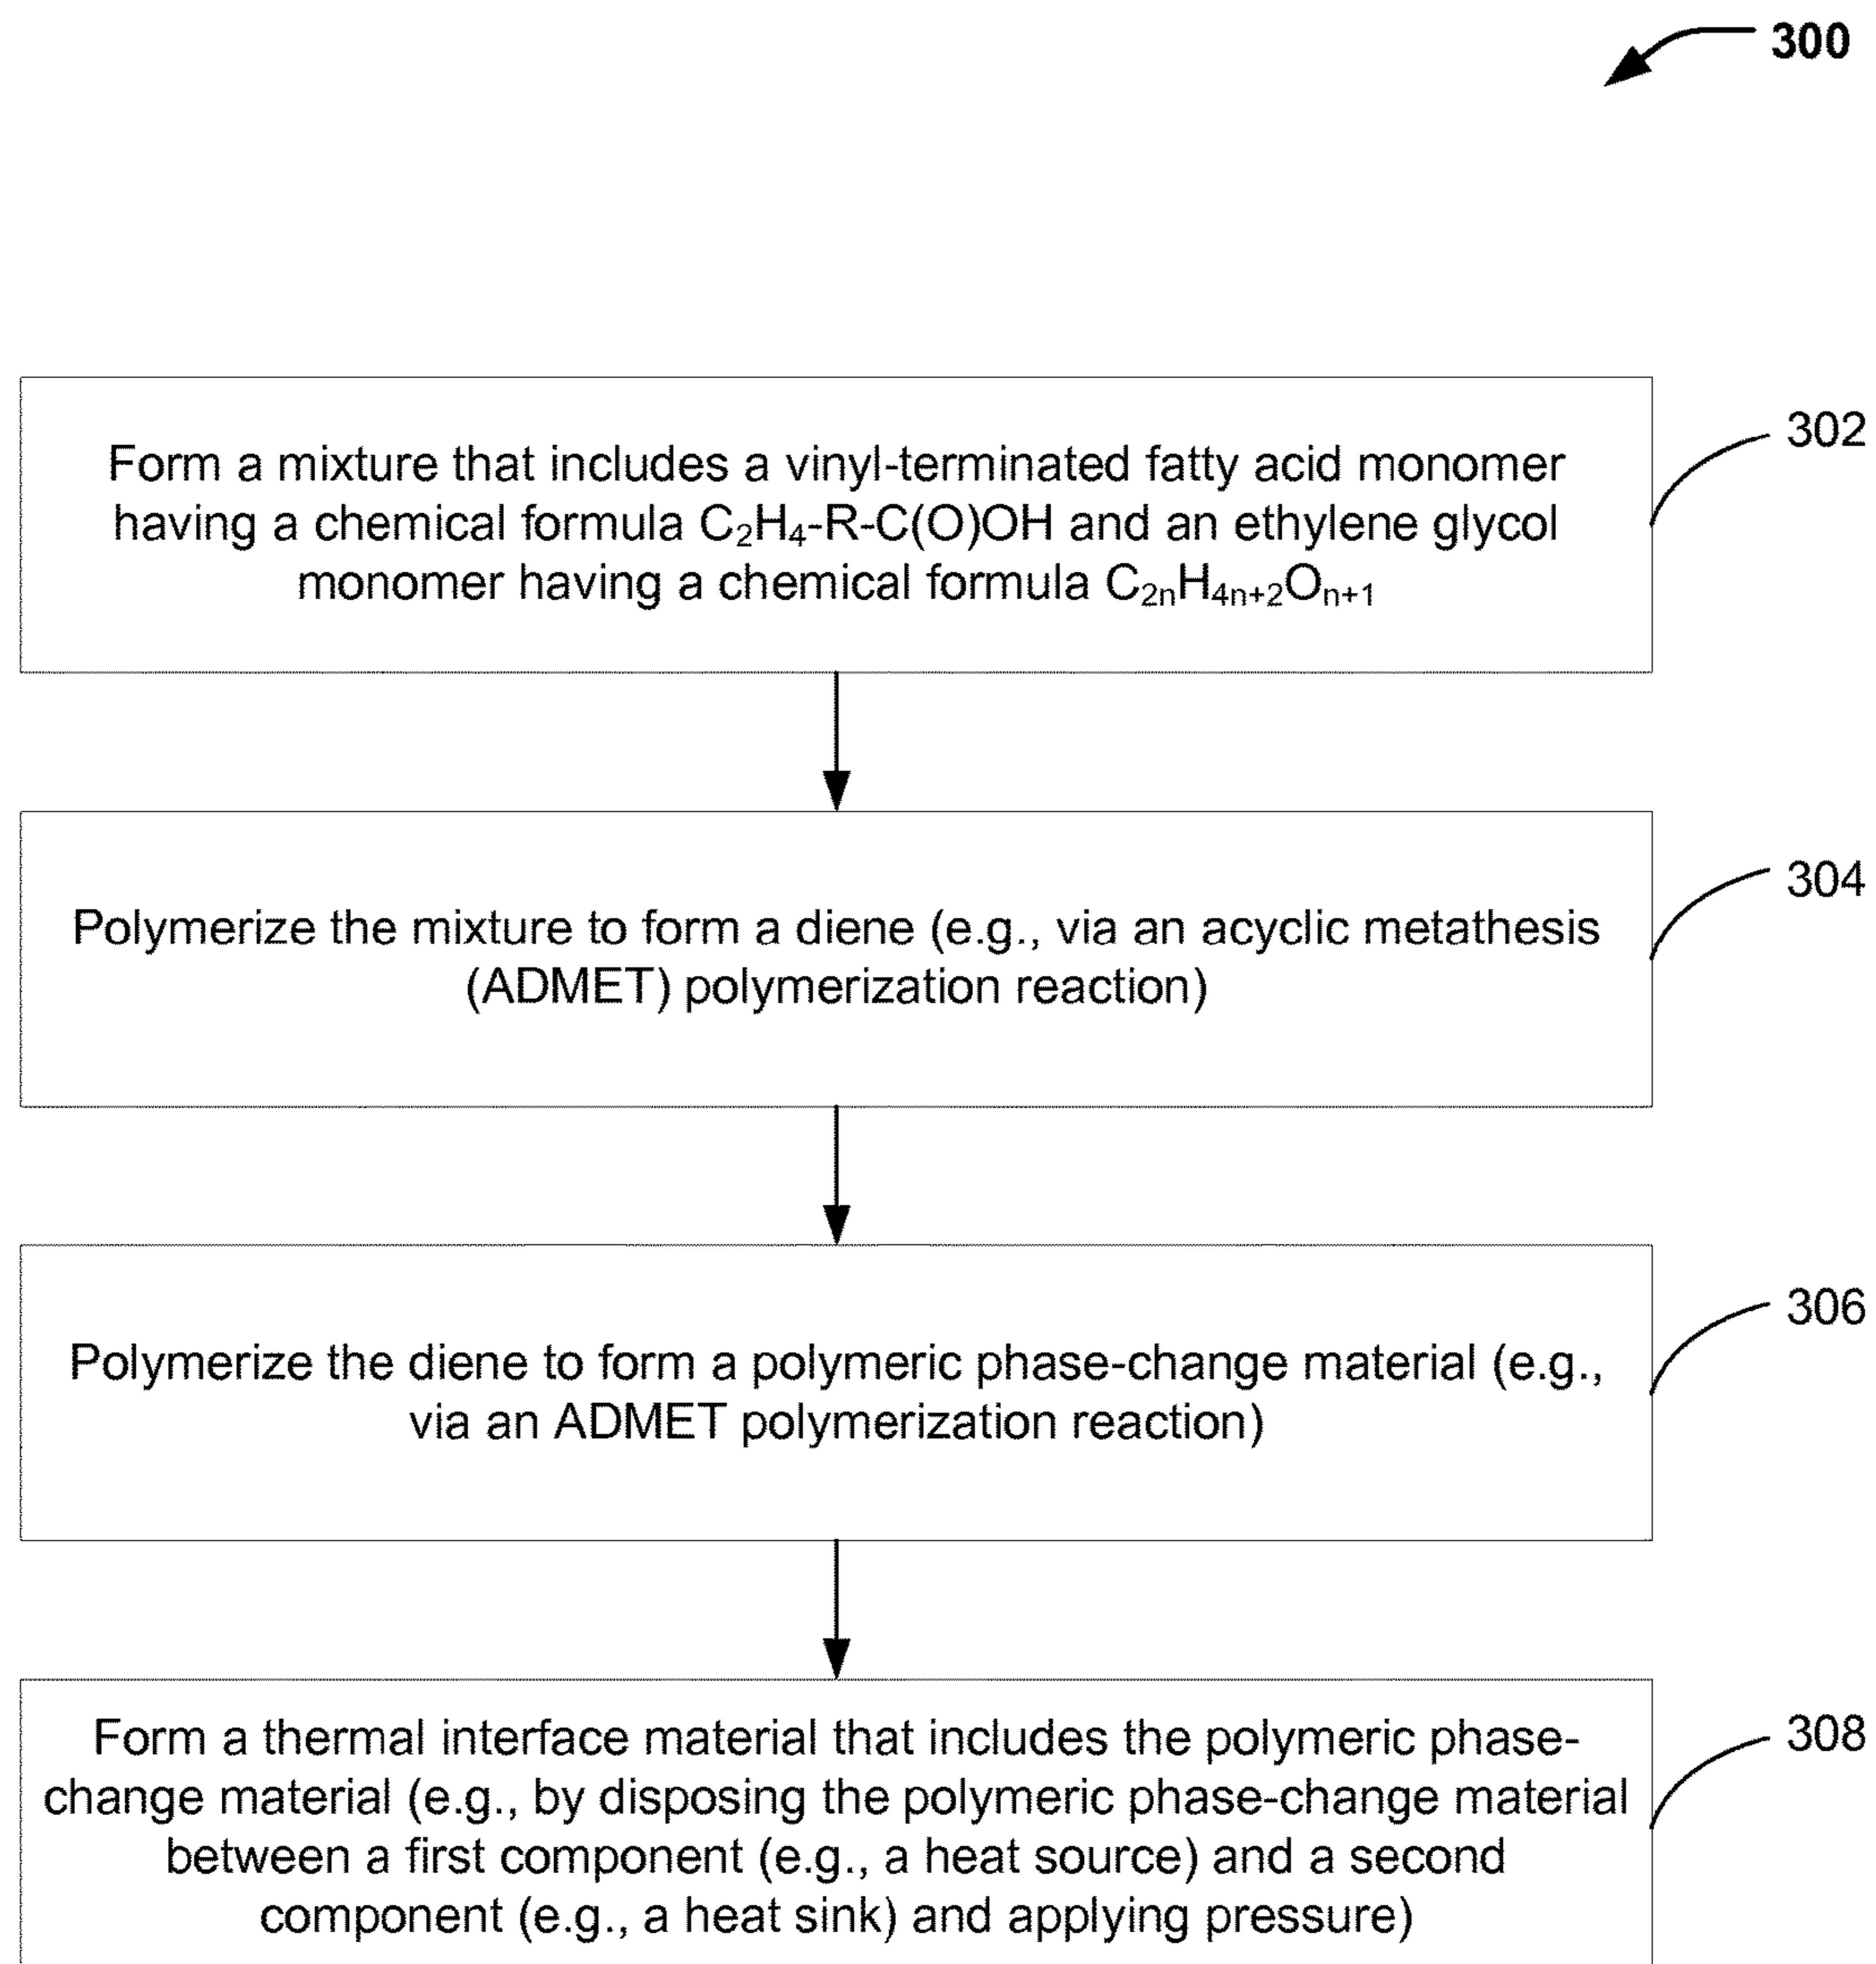 300
Form a mixture that includes a vinyl-terminated fatty acid monomer
having a chemical formula C₂H₄-R-C(O)OH and an ethylene glycol
monomer having a chemical formula C₂ₙH₄ₙ₊₂Oₙ₊₁
302
Polymerize the mixture to form a diene (e.g., via an acyclic metathesis
(ADMET) polymerization reaction)
304
Polymerize the diene to form a polymeric phase-change material (e.g.,
via an ADMET polymerization reaction)
306
Form a thermal interface material that includes the polymeric phase-
change material (e.g., by disposing the polymeric phase-change material
between a first component (e.g., a heat source) and a second
component (e.g., a heat sink) and applying pressure)
308